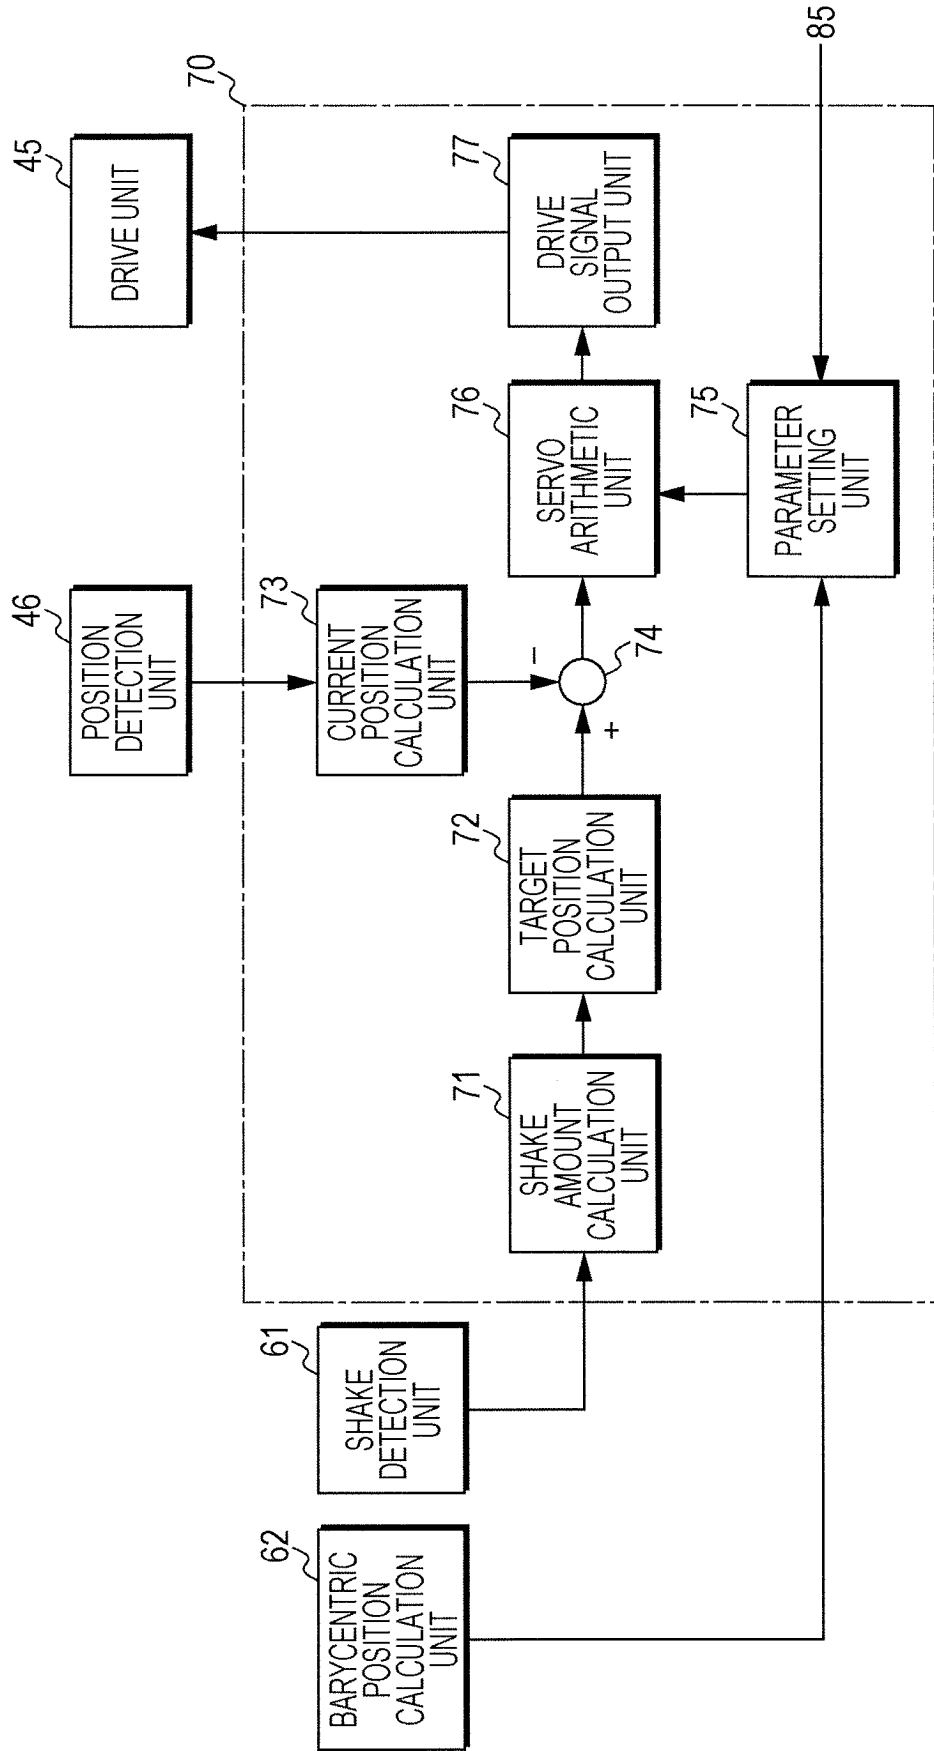 45
DRIVE UNIT
46
POSITION
DETECTION
UNIT
70
61
SHAKE
DETECTION
UNIT
62
BARYCENTRIC
POSITION
CALCULATION
UNIT
73
CURRENT
POSITION
CALCULATION
UNIT
71
SHAKE
AMOUNT
CALCULATION
UNIT
72
TARGET
POSITION
CALCULATION
UNIT
+
−
74
76
SERVO
ARITHMETIC
UNIT
77
DRIVE
SIGNAL
OUTPUT UNIT
75
PARAMETER
SETTING
UNIT
85